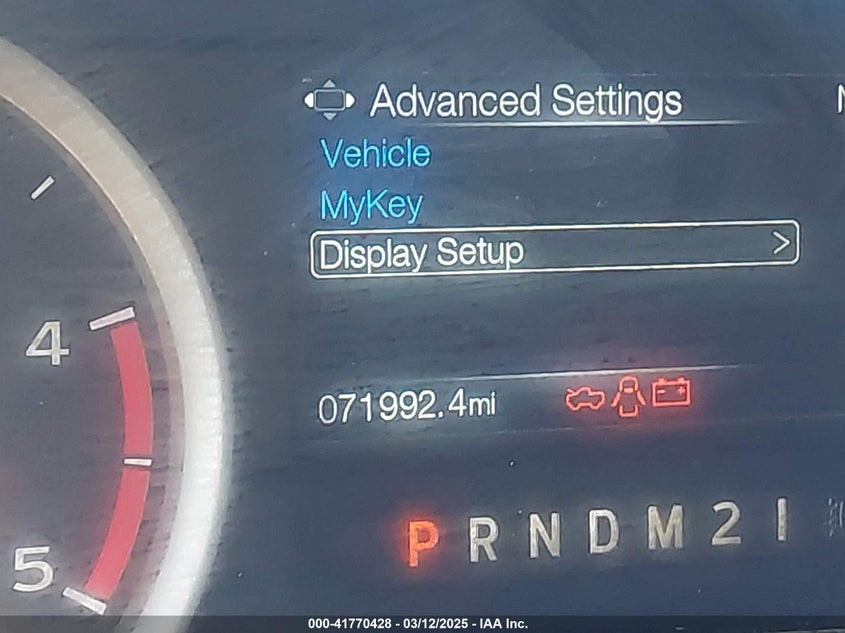 Advanced Settings
Vehicle
MyKey
Display Setup >
4
071992.4mi
P R N D M 2 1
5
000-41770428 - 03/12/2025 - IAA Inc.